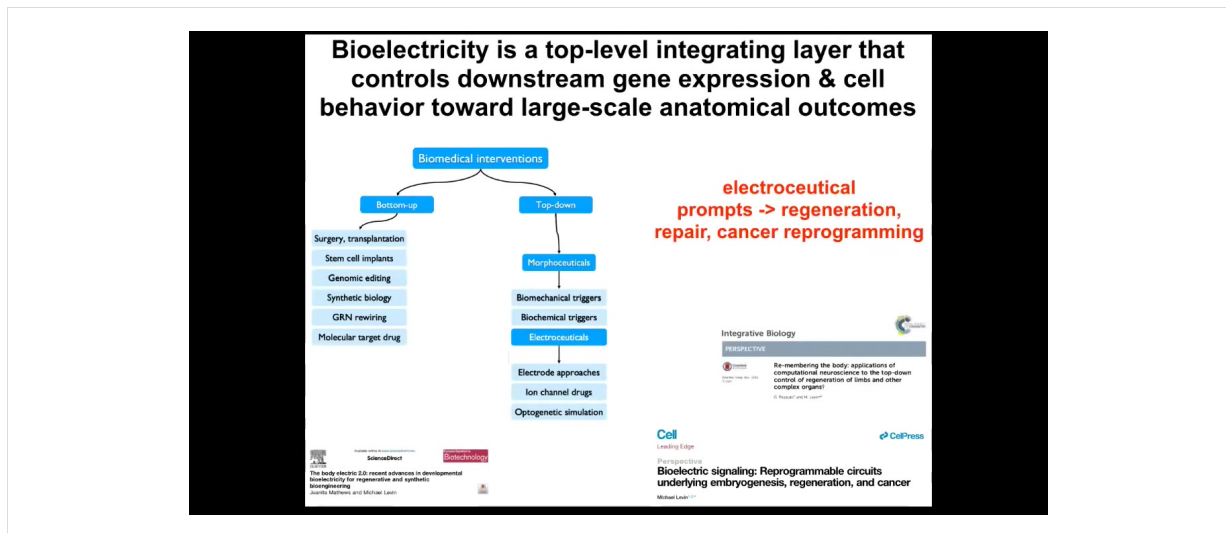 Bioelectricity is a top-level integrating layer that
controls downstream gene expression & cell
behavior toward large-scale anatomical outcomes
Biomedical interventions
Bottom-up
Top-down
Surgery, transplantation
Stem cell implants
Genomic editing
Synthetic biology
GRN rewiring
Molecular target drug
Morphoceuticals
Biomechanical triggers
Biochemical triggers
Electroceuticals
Electrode approaches
Ion channel drugs
Optogenetic simulation
electroceutical
prompts -> regeneration,
repair, cancer reprogramming
Integrative Biology
PERSPECTIVE
Re-membering the body: applications of
computational neuroscience to the top-down
control of regeneration of limbs and other
complex organs†
ELSEVIER
ScienceDirect
Biotechnology
The body electric 2.0: recent advances in developmental
bioelectricity for regenerative and synthetic
bioengineering
Juanita Mathews and Michael Levin
Cell
Leading Edge
CelPress
Perspective
Bioelectric signaling: Reprogrammable circuits
underlying embryogenesis, regeneration, and cancer
Michael Levin